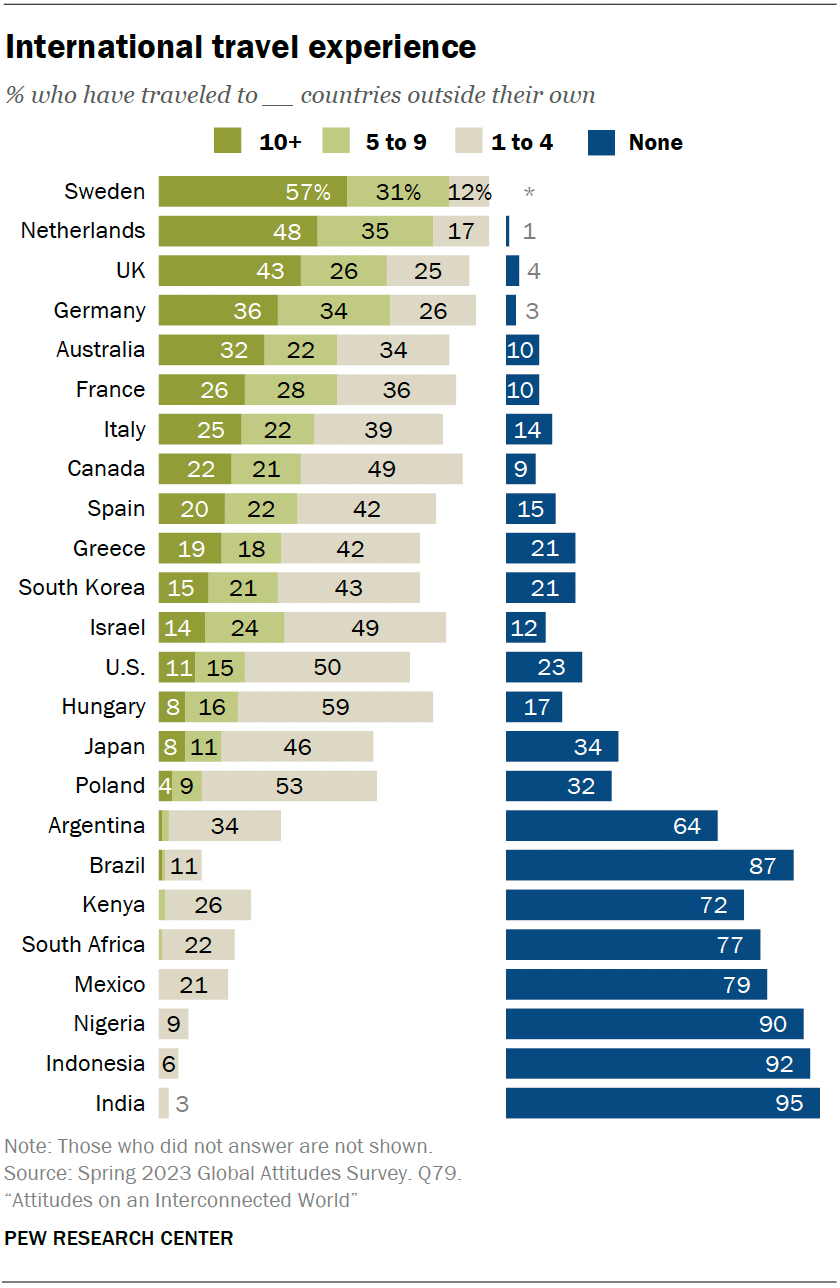 International travel experience
% who have traveled to __ countries outside their own
10+ 5 to 9 1 to 4 None
Sweden 57% 31% 12% *
Netherlands 48 35 17 1
UK 43 26 25 4
Germany 36 34 26 3
Australia 32 22 34 10
France 26 28 36 10
Italy 25 22 39 14
Canada 22 21 49 9
Spain 20 22 42 15
Greece 19 18 42 21
South Korea 15 21 43 21
Israel 14 24 49 12
U.S. 11 15 50 23
Hungary 8 16 59 17
Japan 8 11 46 34
Poland 4 9 53 32
Argentina 34 64
Brazil 11 87
Kenya 26 72
South Africa 22 77
Mexico 21 79
Nigeria 9 90
Indonesia 6 92
India 3 95
Note: Those who did not answer are not shown.
Source: Spring 2023 Global Attitudes Survey. Q79.
“Attitudes on an Interconnected World”
PEW RESEARCH CENTER